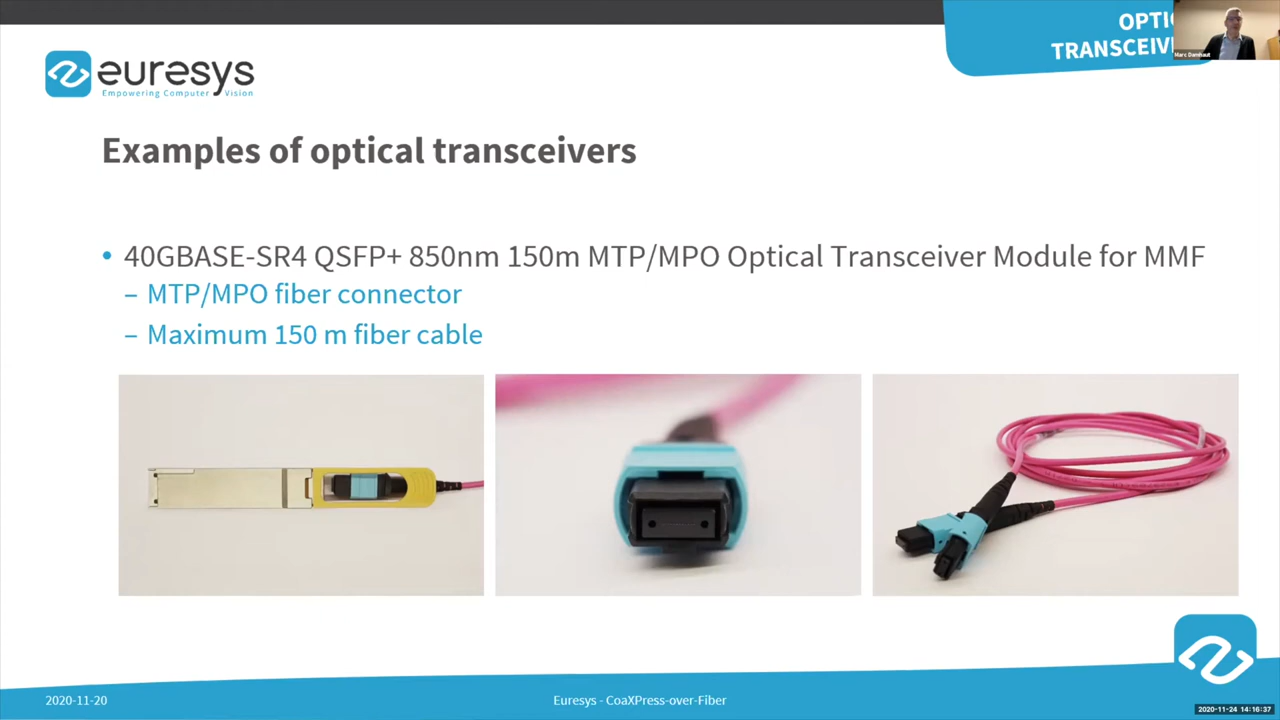 OPTIC
TRANSCEIV
Marc Damhaut
euresys
Empowering Computer Vision
Examples of optical transceivers
• 40GBASE-SR4 QSFP+ 850nm 150m MTP/MPO Optical Transceiver Module for MMF
– MTP/MPO fiber connector
– Maximum 150 m fiber cable
2020-11-20
Euresys - CoaXPress-over-Fiber
2020-11-24 14:16:37